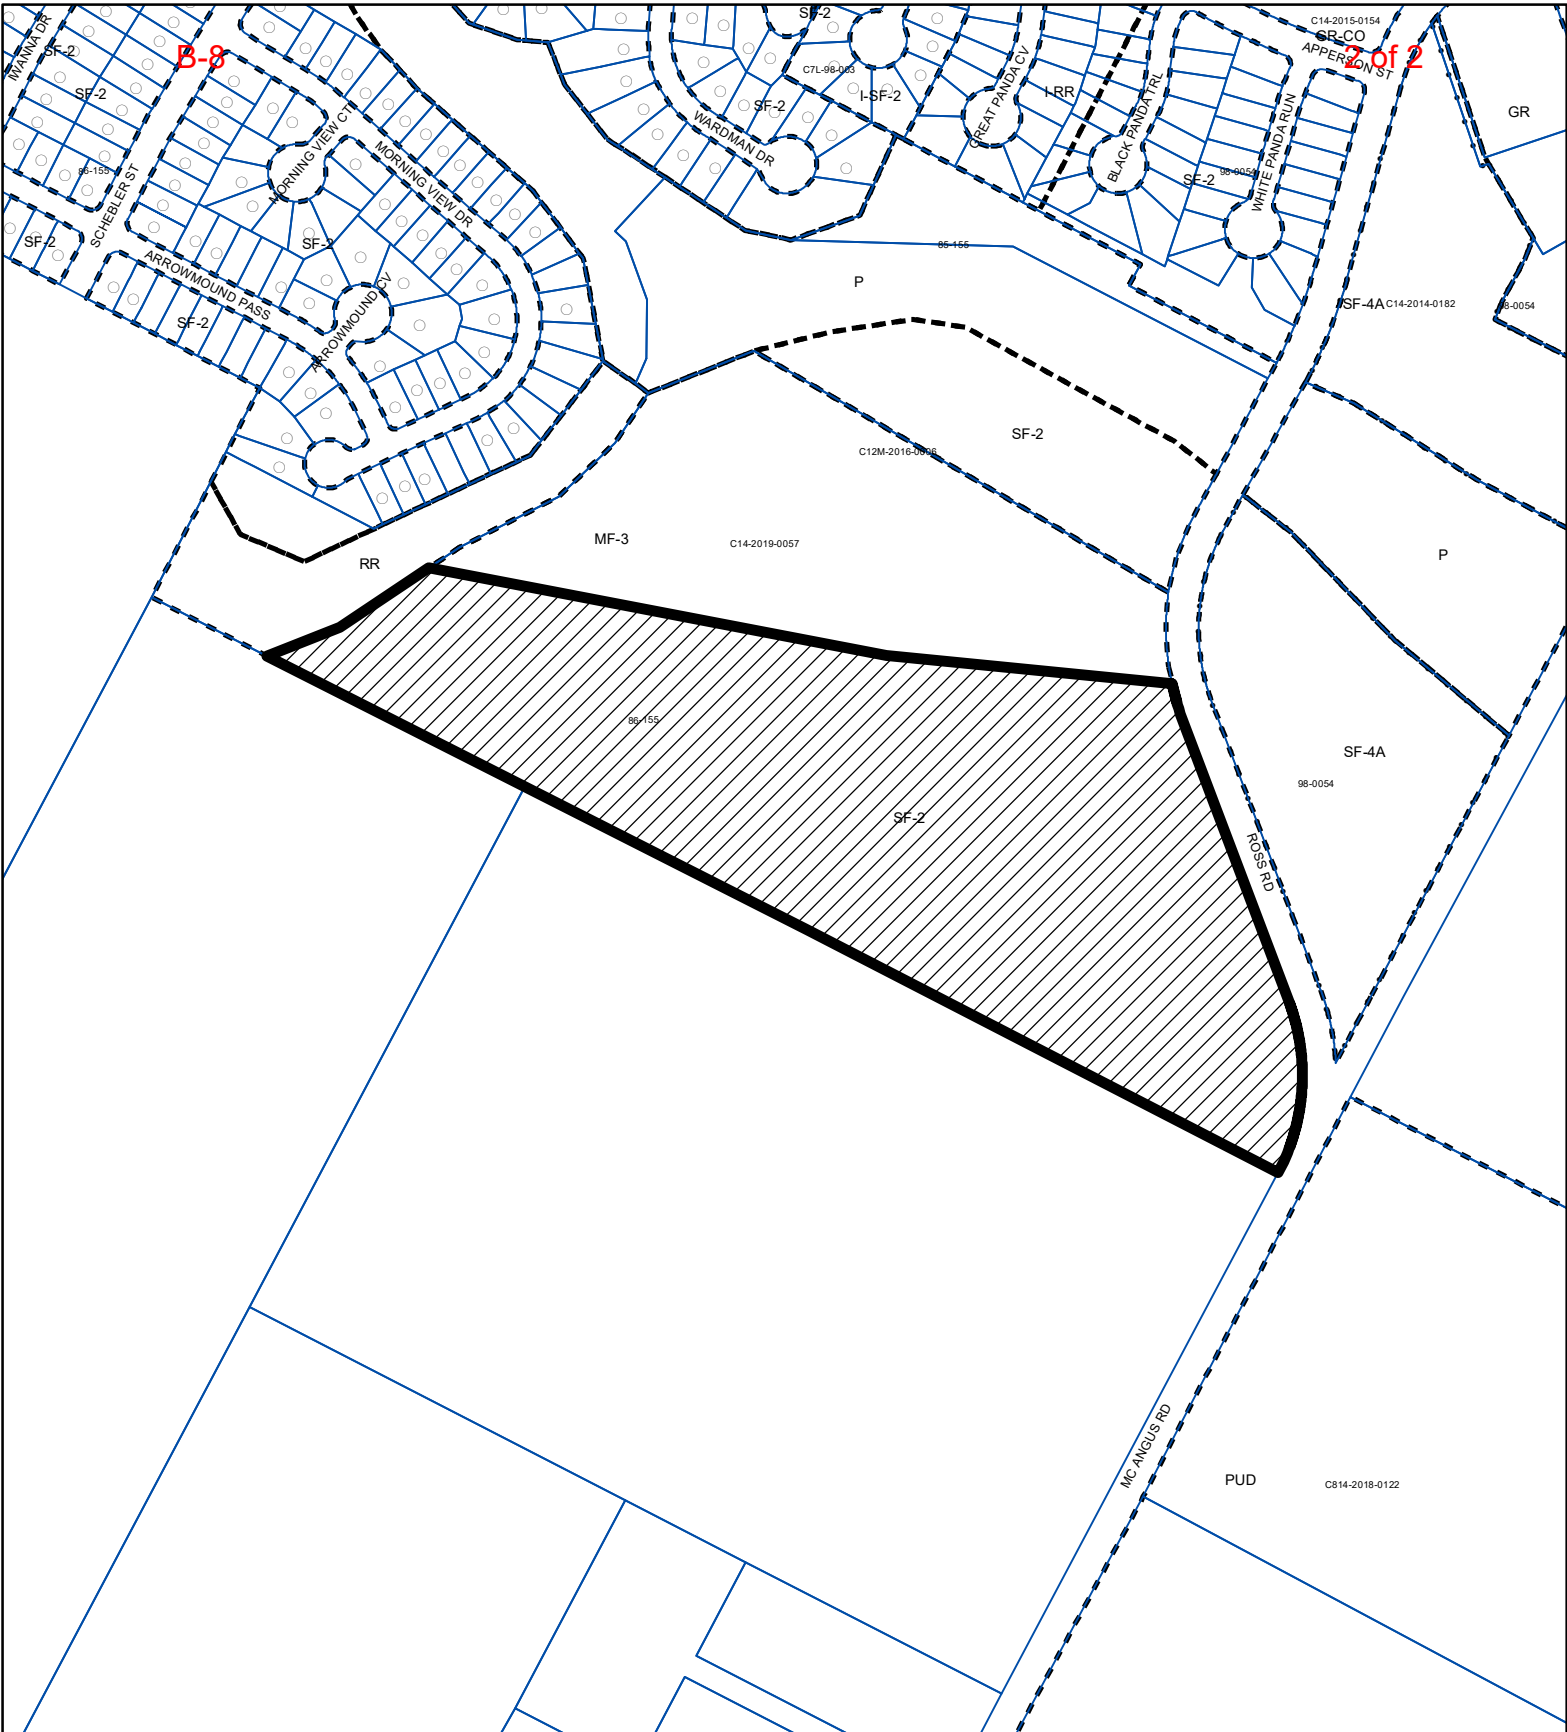 C14-2015-0154
GR-CO
APPERSON ST
B-8
2 of 2
IWANNA DR
SF-2
SF-2
SF-2
C7L-98-003
I-SF-2
SF-2
I-RR
GREAT PANDA CV
BLACK PANDA TRL
WHITE PANDA RUN
GR
WARDMAN DR
MORNING VIEW CT
MORNING VIEW DR
86-155
SCHEBLER ST
SF-2
98-0054
SF-2
SF-2
85-155
ARROWMOUND PASS
ARROWMOUND CV
P
SF-4A
C14-2014-0182
98-0054
SF-2
SF-2
C12M-2016-0006
MF-3
C14-2019-0057
P
RR
86-155
SF-2
SF-4A
98-0054
ROSS RD
MC ANGUS RD
PUD
C814-2018-0122